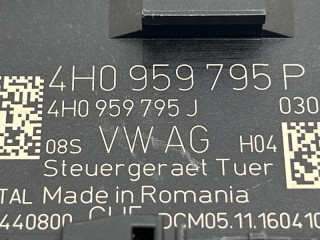 4H0 959 795 P
4H0 959 795 J 030
08S VW AG H04
Steuergeraet Tuer
TAL Made in Romania
440800 DCM05.11.160410